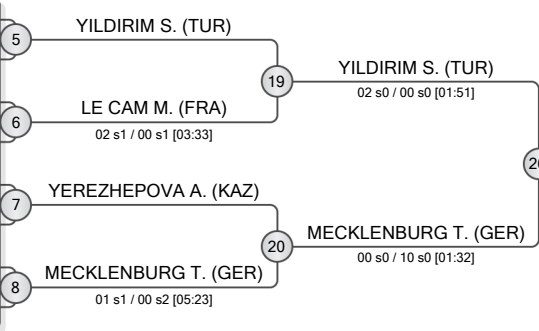 YILDIRIM S. (TUR)
5
19
YILDIRIM S. (TUR)
02 s0 / 00 s0 [01:51]
LE CAM M. (FRA)
6
02 s1 / 00 s1 [03:33]
YEREZHEPOVA A. (KAZ)
7
20
MECKLENBURG T. (GER)
00 s0 / 10 s0 [01:32]
MECKLENBURG T. (GER)
8
01 s1 / 00 s2 [05:23]